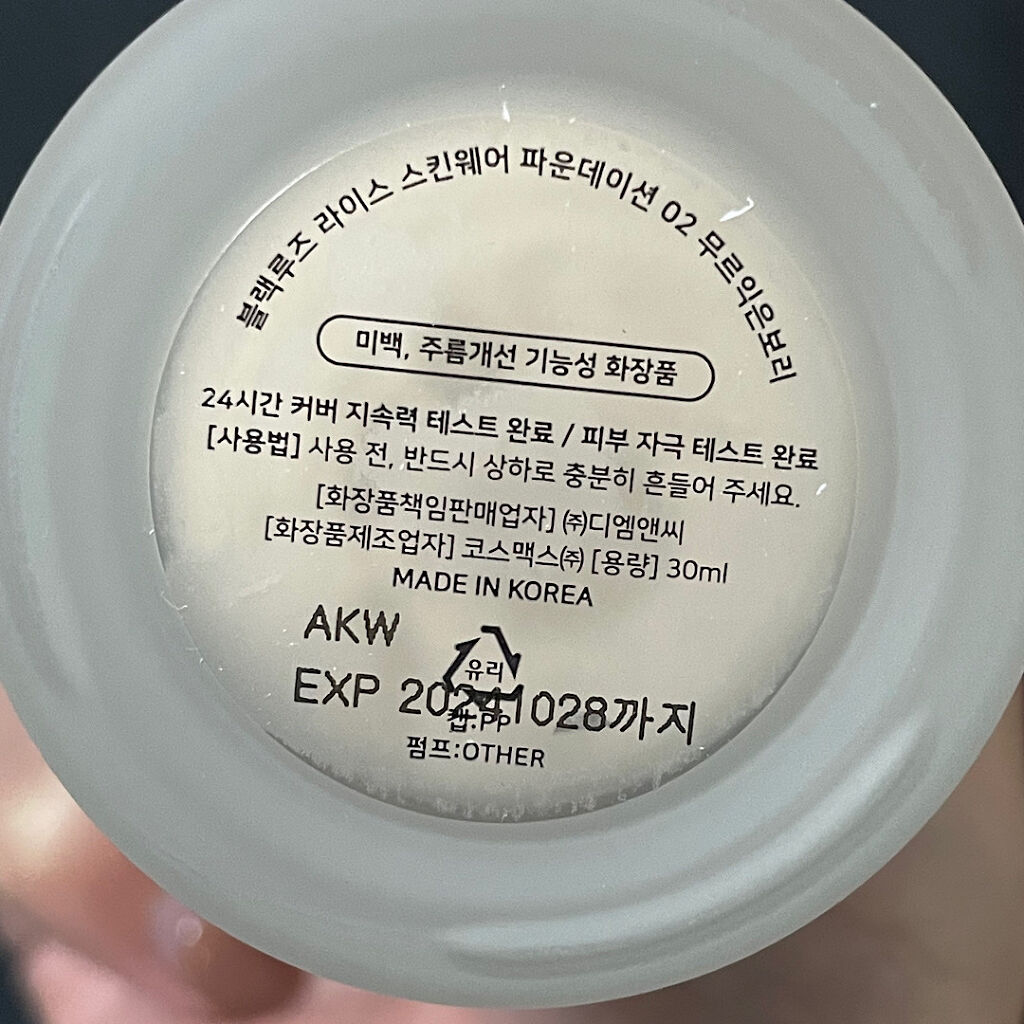 블랙루즈 라이스 스킨웨어 파운데이션 02 무르익은보리
미백, 주름개선 기능성 화장품
24시간 커버 지속력 테스트 완료 / 피부 자극 테스트 완료
[사용법] 사용 전, 반드시 상하로 충분히 흔들어 주세요.
[화장품책임판매업자] ㈜디엠앤씨
[화장품제조업자] 코스맥스㈜ [용량] 30ml
MADE IN KOREA
AKW
유리
EXP 20241028까지
캡:PP
펌프:OTHER